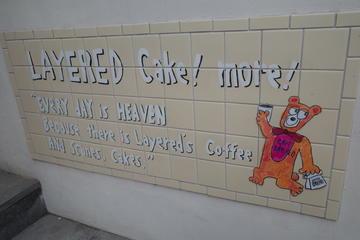 LAYERED Cake! more!
"EVERY DAY is HEAVEN
Because there is Layered's Coffee
AND SCONES, CAKES."